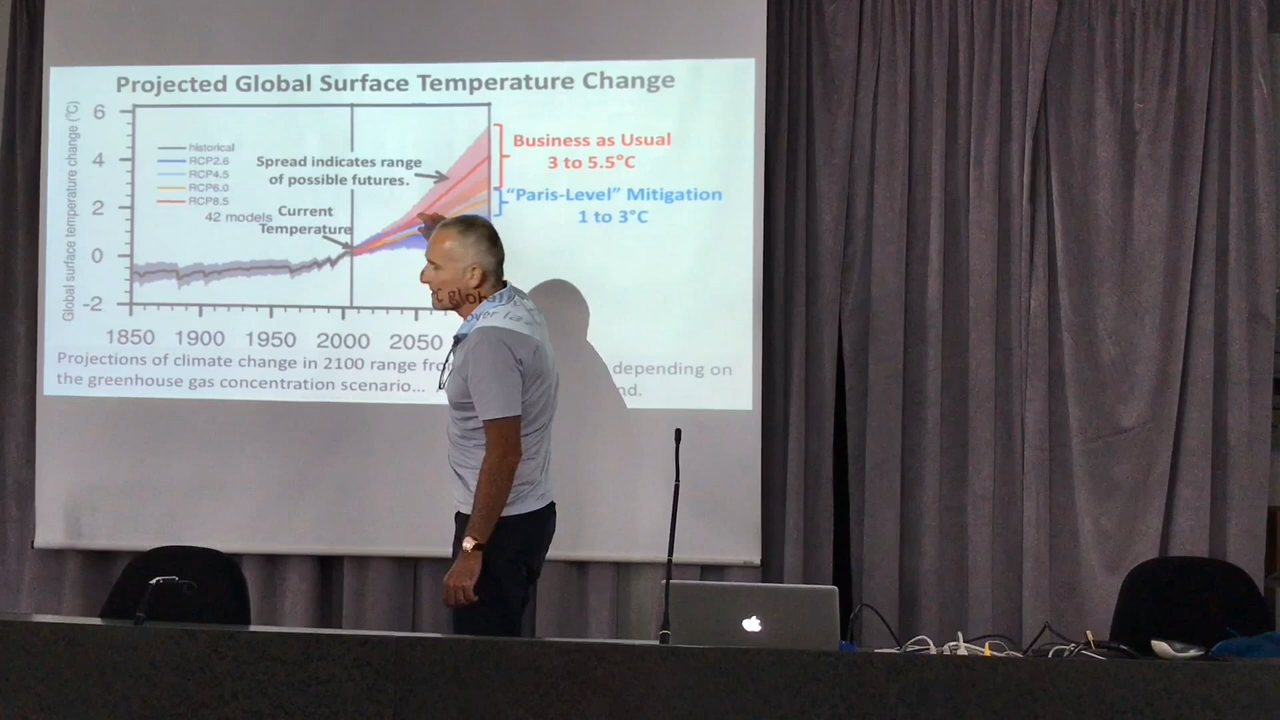 Projected Global Surface Temperature Change
Global surface temperature change (°C)
6
4
2
0
-2
historical
RCP2.6
RCP4.5
RCP6.0
RCP8.5
42 models
Spread indicates range
of possible futures.
Current
Temperature
Business as Usual
3 to 5.5°C
“Paris-Level” Mitigation
1 to 3°C
1850 1900 1950 2000 2050
Projections of climate change in 2100 range depending on
the greenhouse gas concentration scenario...
°C global
over